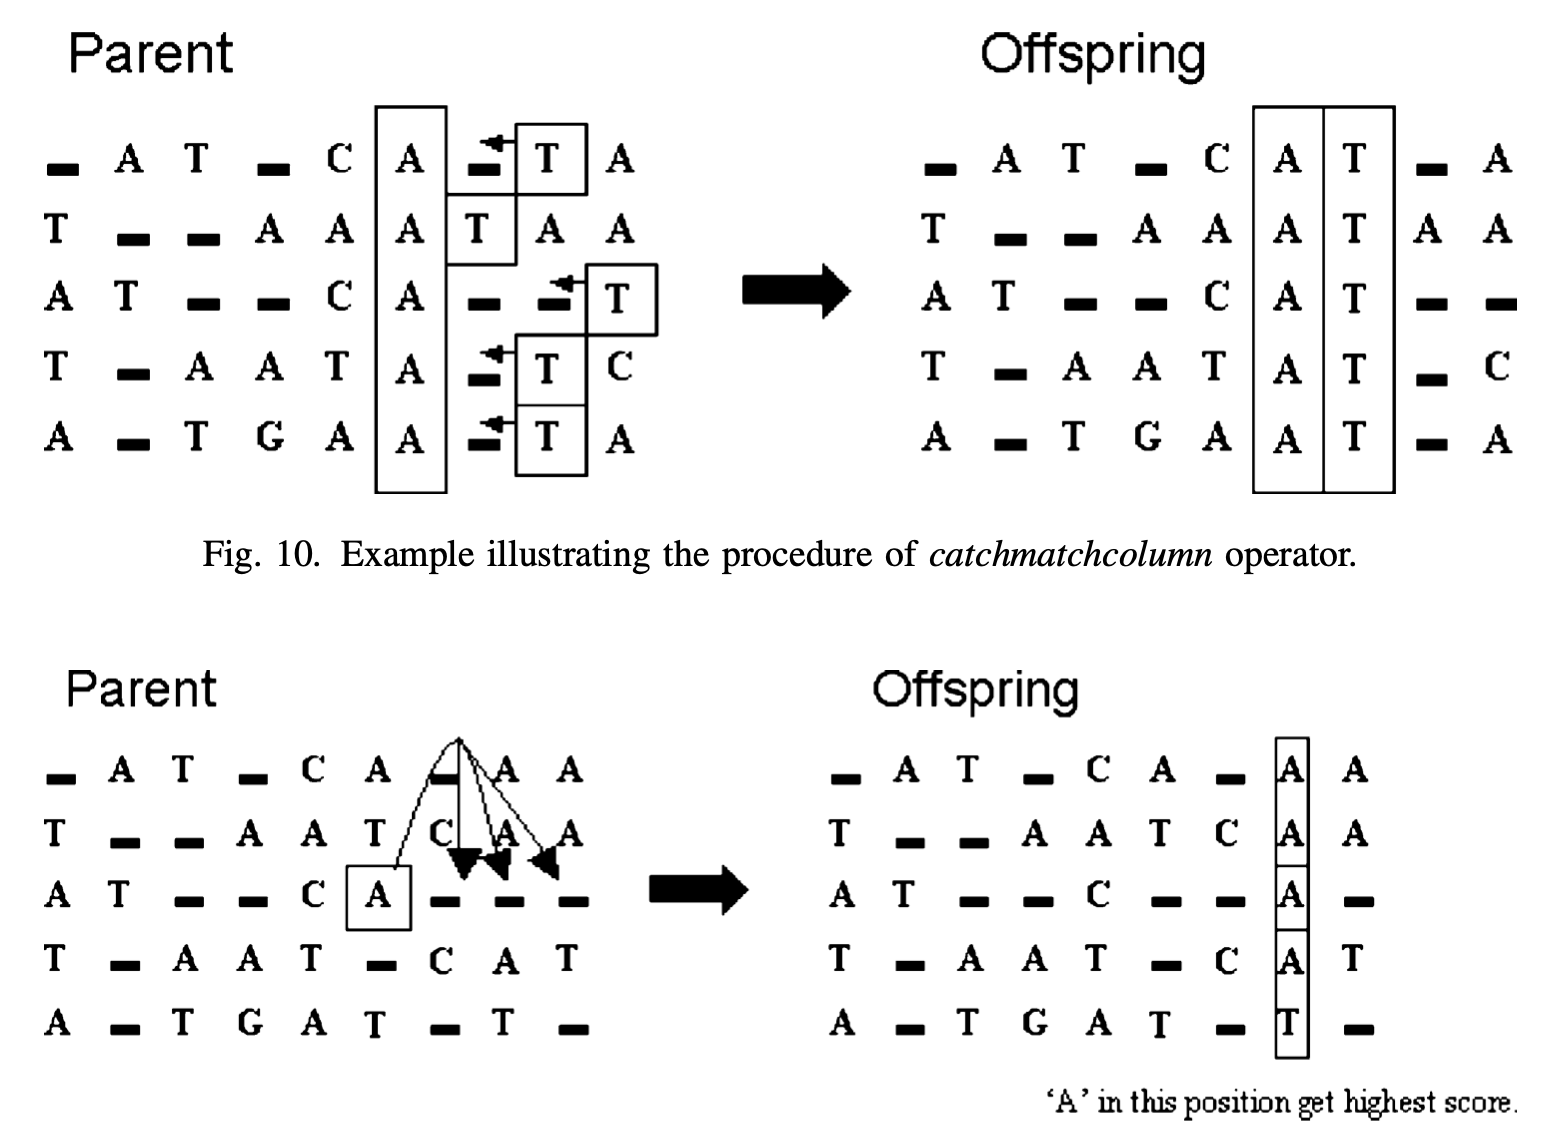 Parent Offspring
- A T - C A - T A - A T - C A T - A
T - - A A A T A A T - - A A A T A A
A T - - C A - - T A T - - C A T - -
T - A A T A - T C T - A A T A T - C
A - T G A A - T A A - T G A A T - A
Fig. 10. Example illustrating the procedure of catchmatchcolumn operator.
Parent Offspring
- A T - C A - A A - A T - C A - A A
T - - A A T C A A T - - A A T C A A
A T - - C A - - - A T - - C - - A -
T - A A T - C A T T - A A T - C A T
A - T G A T - T - A - T G A T - T -
‘A’ in this position get highest score.